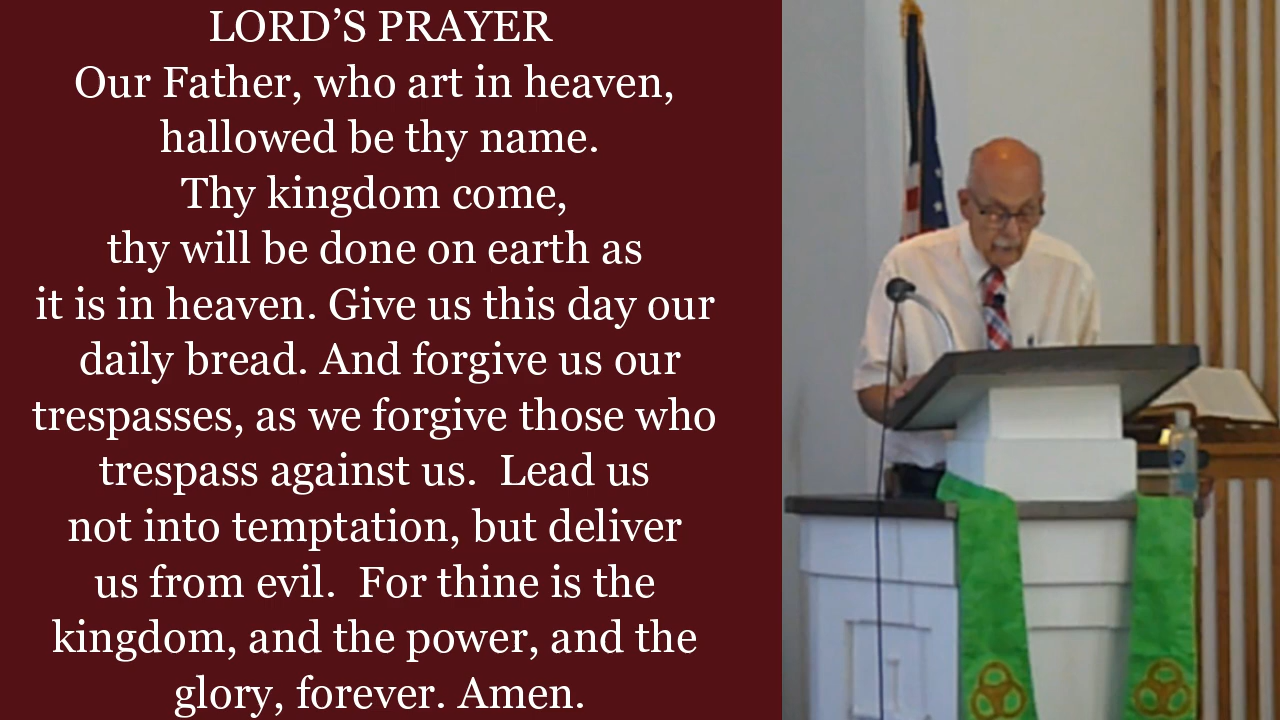 LORD’S PRAYER
Our Father, who art in heaven,
hallowed be thy name.
Thy kingdom come,
thy will be done on earth as
it is in heaven. Give us this day our
daily bread. And forgive us our
trespasses, as we forgive those who
trespass against us.  Lead us
not into temptation, but deliver
us from evil.  For thine is the
kingdom, and the power, and the
glory, forever. Amen.